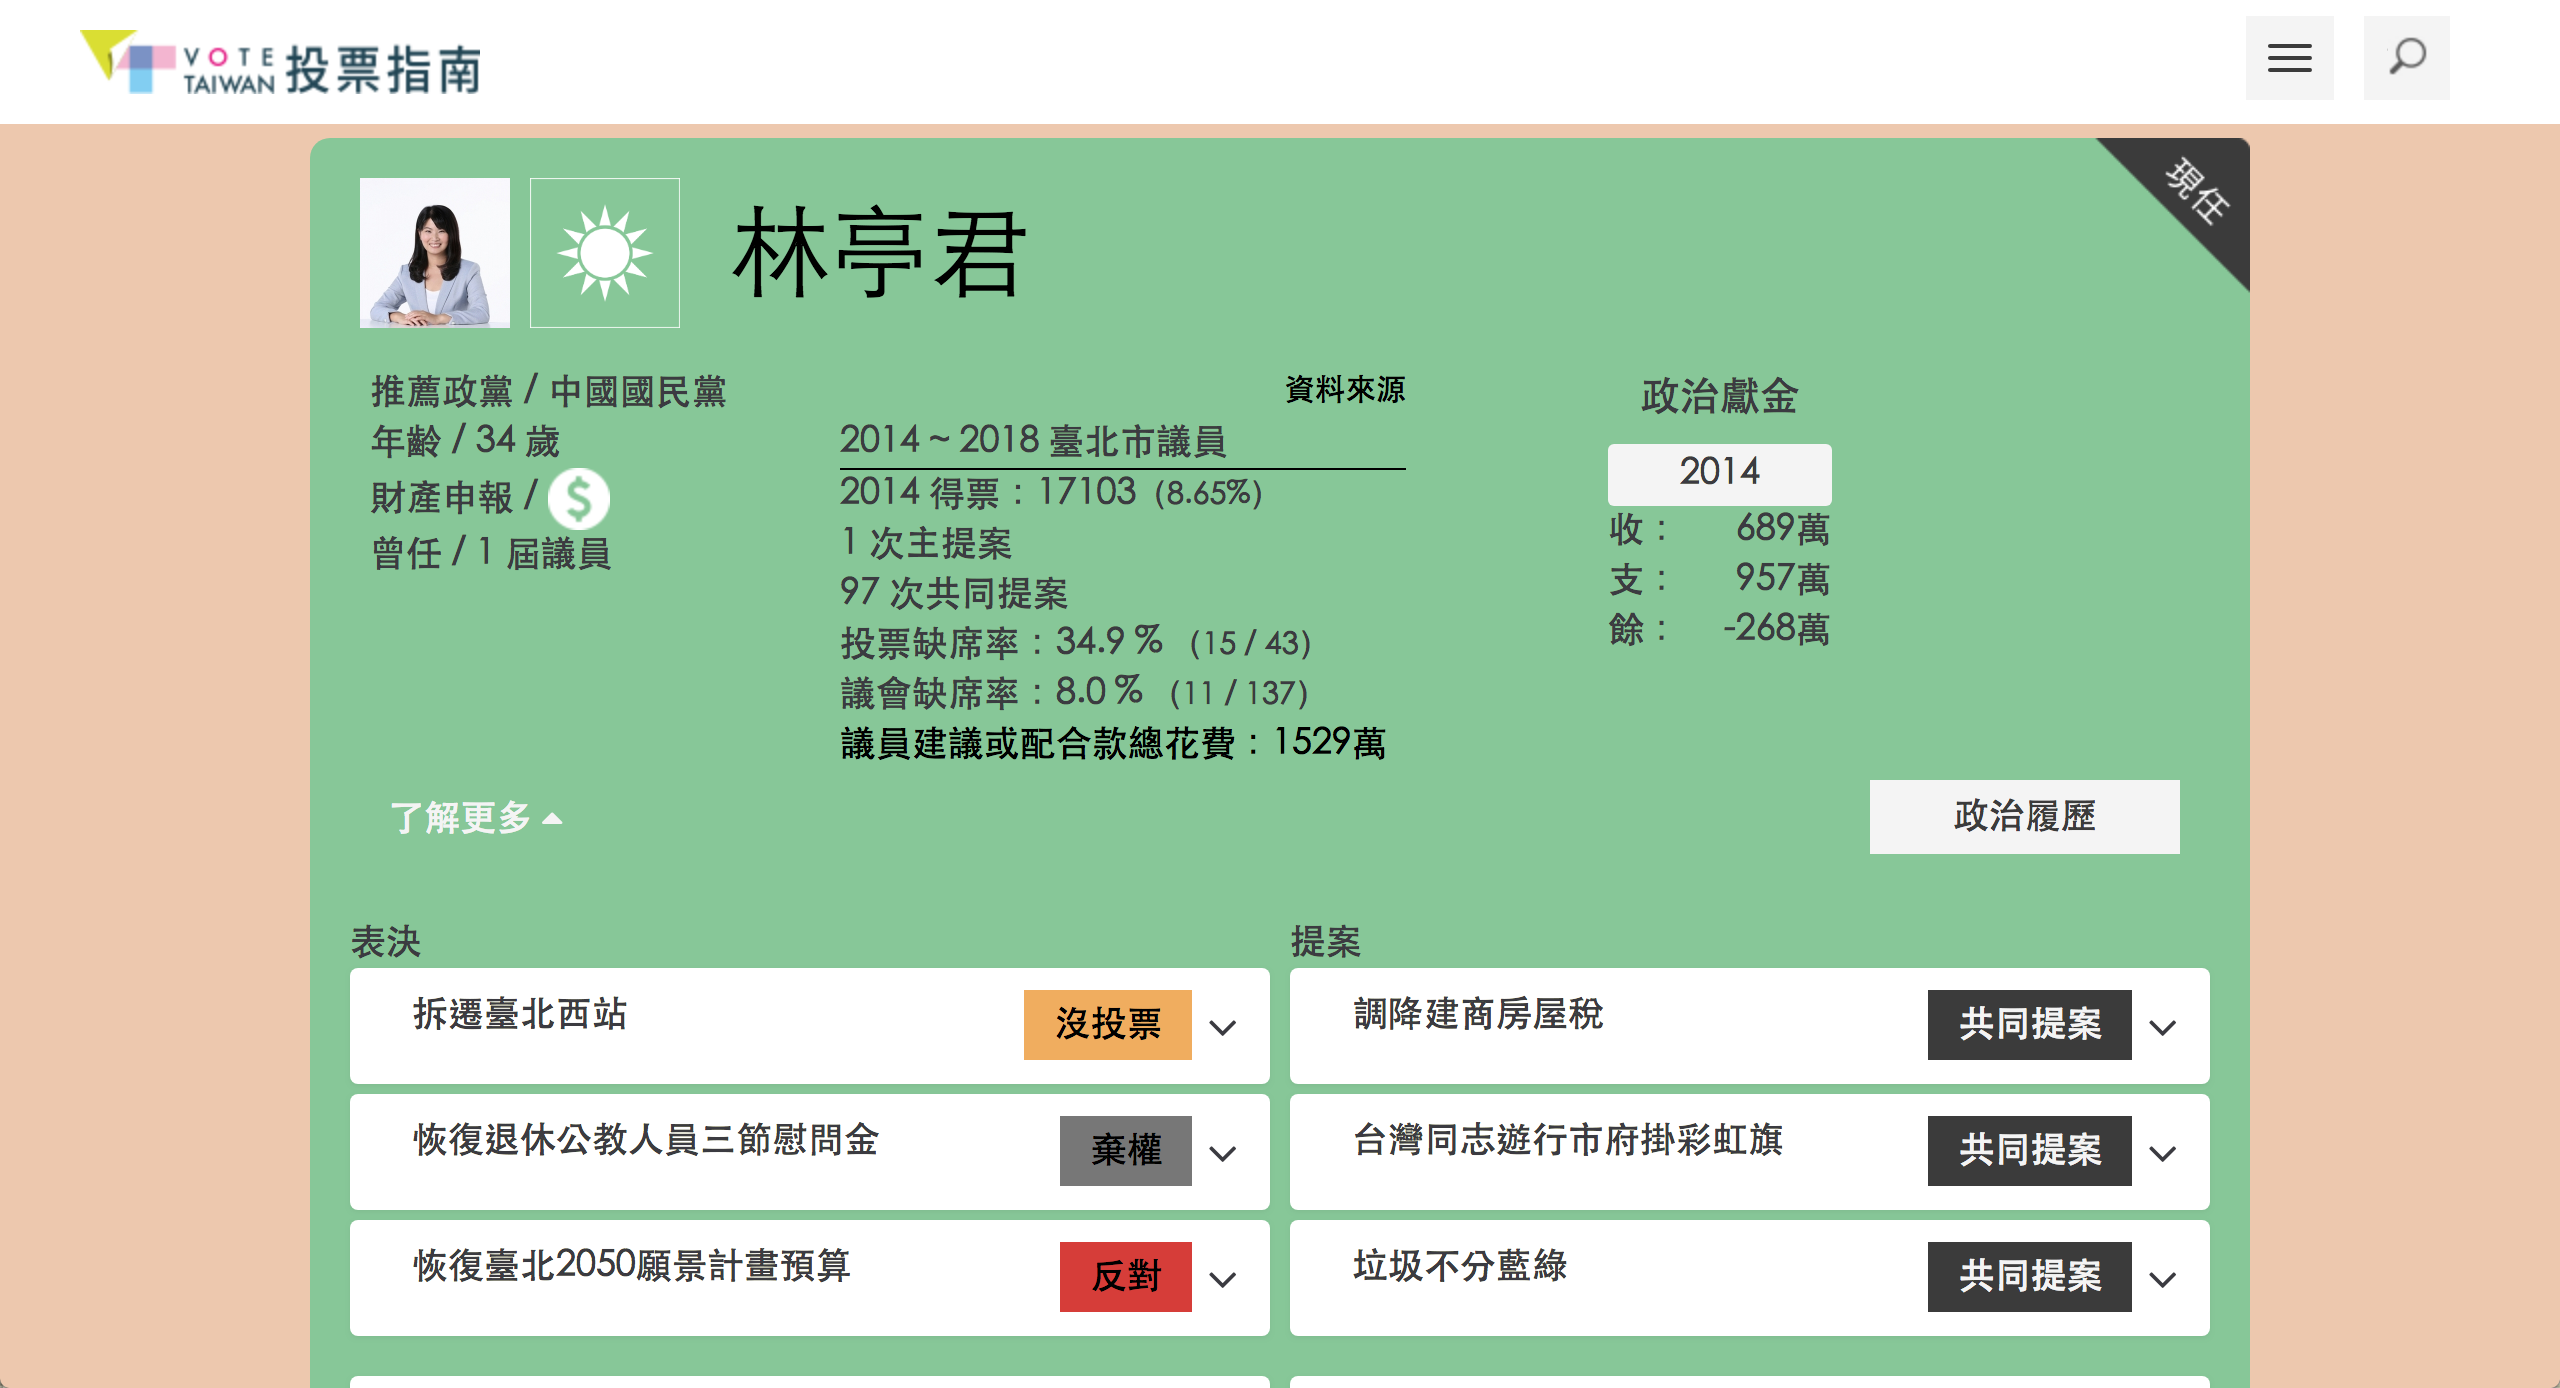 VOTE TAIWAN 投票指南
現任
林亭君
推薦政黨 / 中國國民黨
年齡 / 34 歲
財產申報 / $
曾任 / 1 屆議員
資料來源
2014 ~ 2018 臺北市議員
2014 得票：17103 (8.65%)
1 次主提案
97 次共同提案
投票缺席率：34.9 % (15 / 43)
議會缺席率：8.0 % (11 / 137)
議員建議或配合款總花費：1529萬
政治獻金
2014
收： 689萬
支： 957萬
餘： -268萬
了解更多
政治履歷
表決
拆遷臺北西站 沒投票
恢復退休公教人員三節慰問金 棄權
恢復臺北2050願景計畫預算 反對
提案
調降建商房屋稅 共同提案
台灣同志遊行市府掛彩虹旗 共同提案
垃圾不分藍綠 共同提案